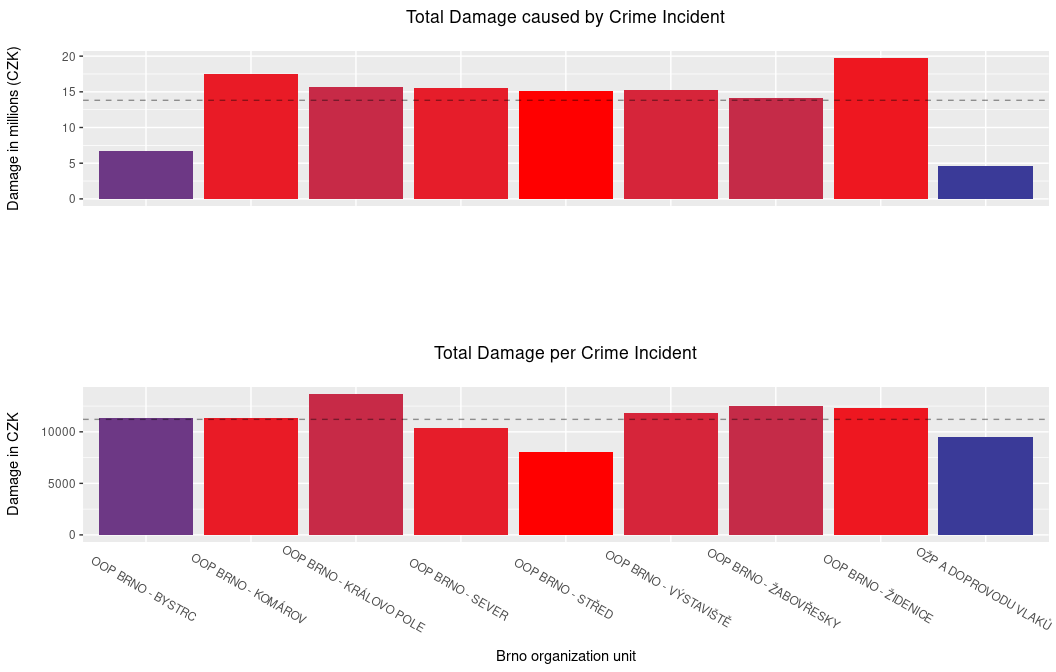 Total Damage caused by Crime Incident
Damage in millions (CZK)
20
15
10
5
0
Total Damage per Crime Incident
Damage in CZK
10000
5000
0
OOP BRNO - BYSTRC
OOP BRNO - KOMÁROV
OOP BRNO - KRÁLOVO POLE
OOP BRNO - SEVER
OOP BRNO - STŘED
OOP BRNO - VÝSTAVIŠTĚ
OOP BRNO - ŽABOVŘESKY
OOP BRNO - ŽIDENICE
OŽP A DOPROVODU VLAKŮ
Brno organization unit